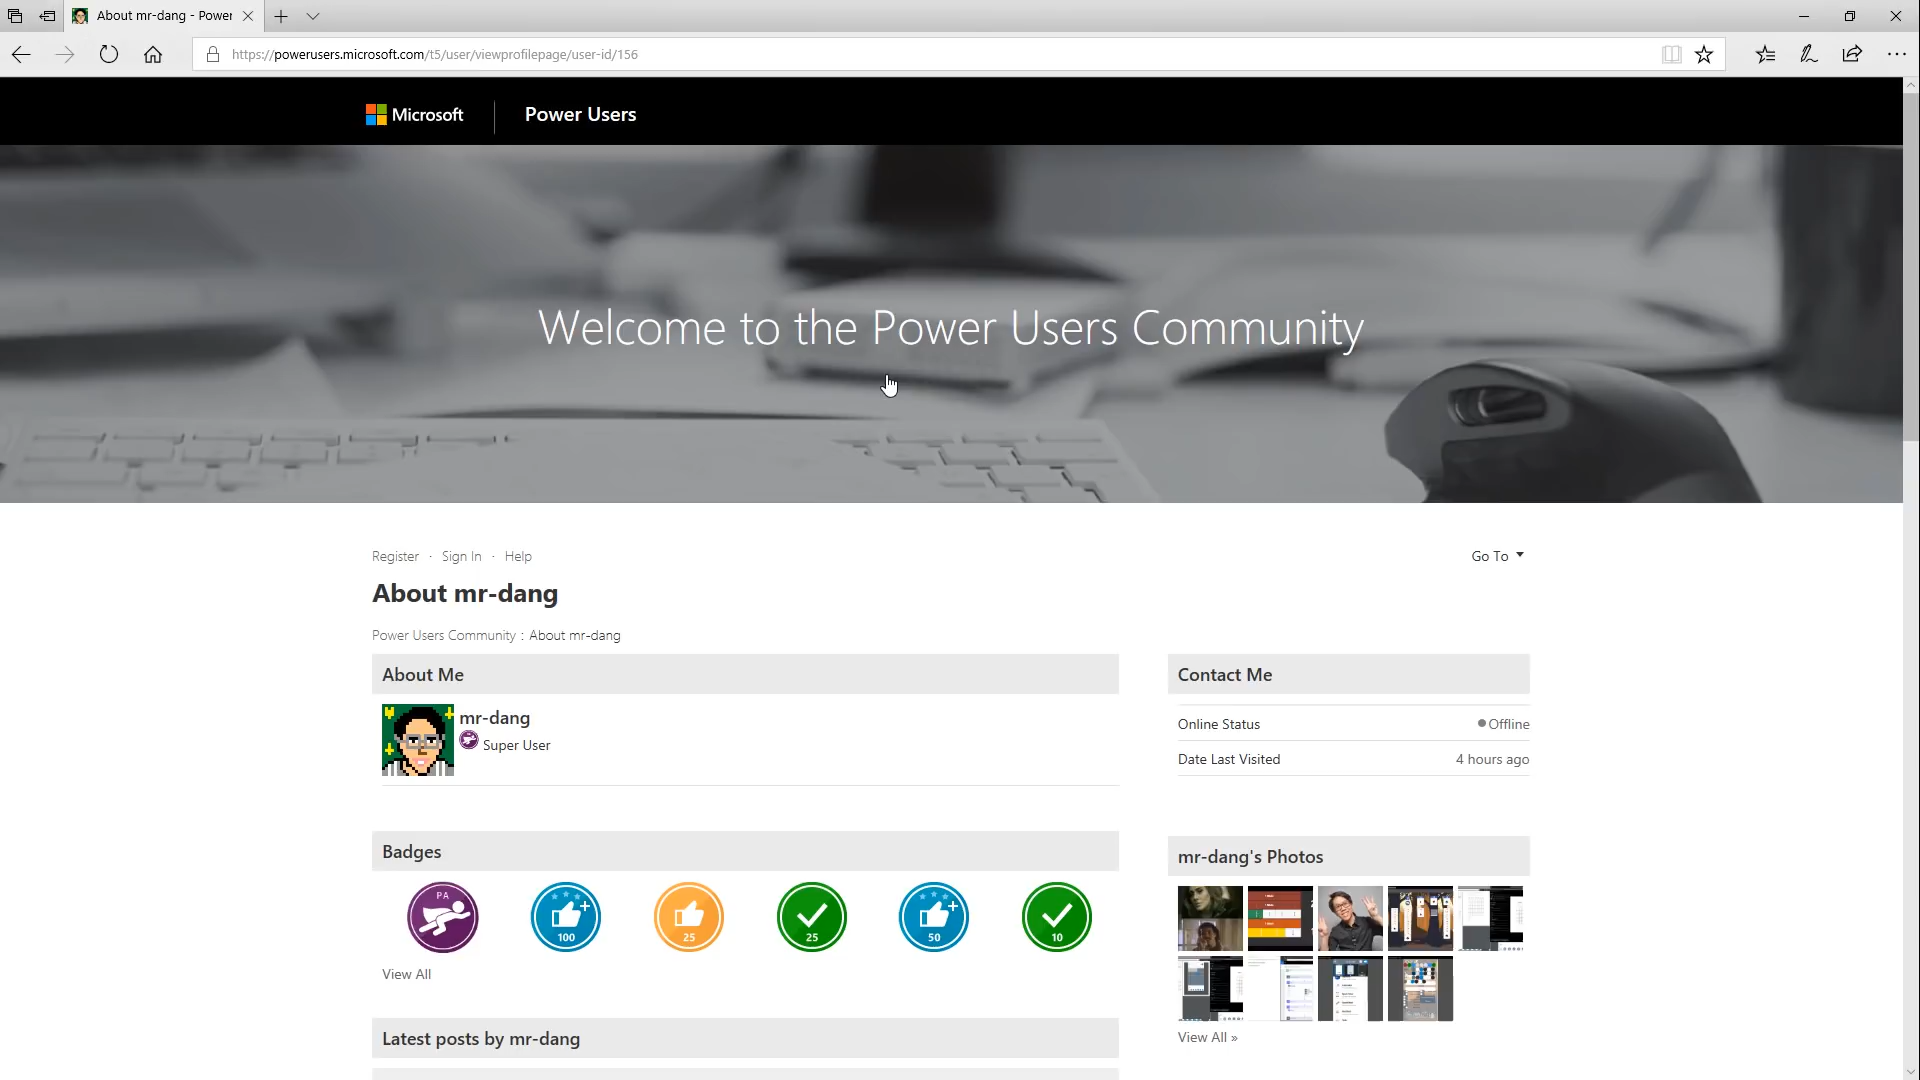 About mr-dang - Power
https://powerusers.microsoft.com/t5/user/viewprofilepage/user-id/156
Microsoft
Power Users
Welcome to the Power Users Community
Register · Sign In · Help
Go To
About mr-dang
Power Users Community : About mr-dang
About Me
mr-dang
Super User
Contact Me
Online Status
Offline
Date Last Visited
4 hours ago
Badges
PA
100
25
25
50
10
View All
mr-dang's Photos
View All »
Latest posts by mr-dang